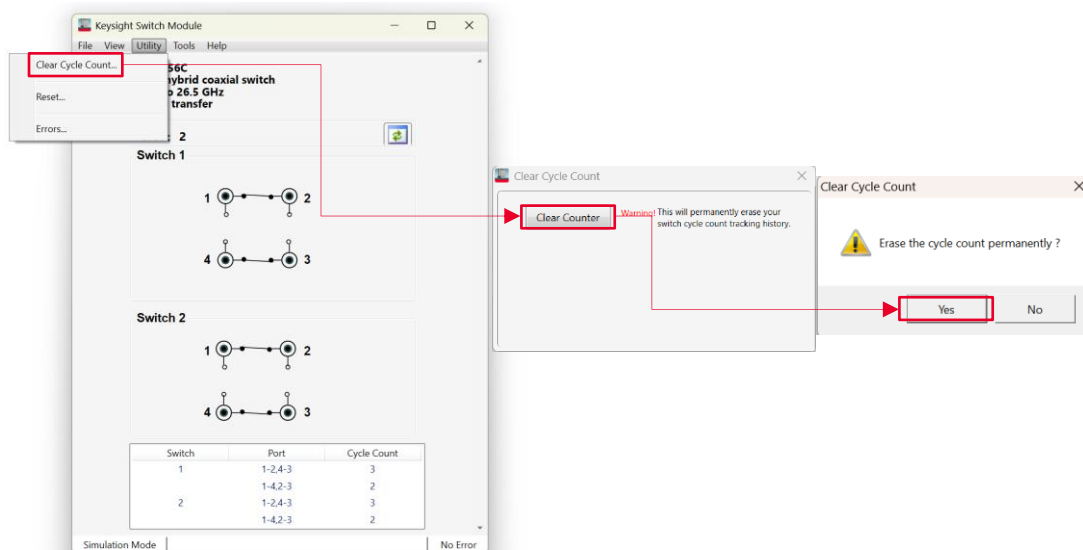 Keysight Switch Module
File View Utility Tools Help
Clear Cycle Count...
Reset...
Errors...
56C
hybrid coaxial switch
26.5 GHz
transfer
2
Switch 1
1 2
4 3
Switch 2
1 2
4 3
Switch Port Cycle Count
1 1-2,4-3 3
1-4,2-3 2
2 1-2,4-3 3
1-4,2-3 2
Simulation Mode No Error
Clear Cycle Count
Clear Counter
Warning! This will permanently erase your
switch cycle count tracking history.
Clear Cycle Count
Erase the cycle count permanently ?
Yes No